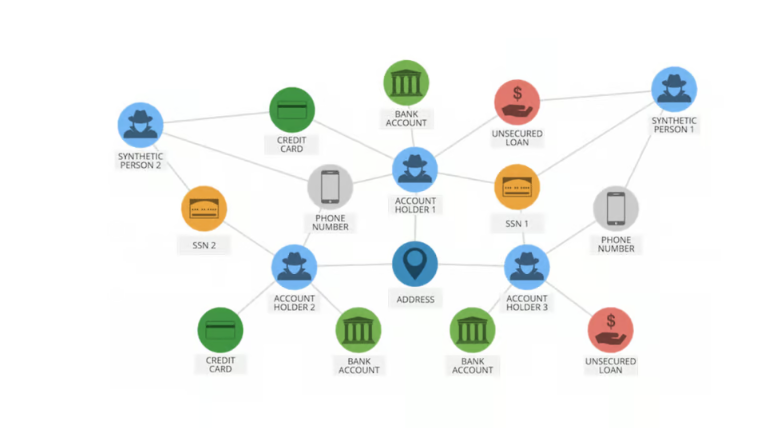 BANK
ACCOUNT
SYNTHETIC
PERSON 1
UNSECURED
LOAN
CREDIT
CARD
SYNTHETIC
PERSON 2
ACCOUNT
HOLDER 1
PHONE
NUMBER
SSN 1
SSN 2
PHONE
NUMBER
ACCOUNT
HOLDER 2
ADDRESS
ACCOUNT
HOLDER 3
CREDIT
CARD
BANK
ACCOUNT
BANK
ACCOUNT
UNSECURED
LOAN